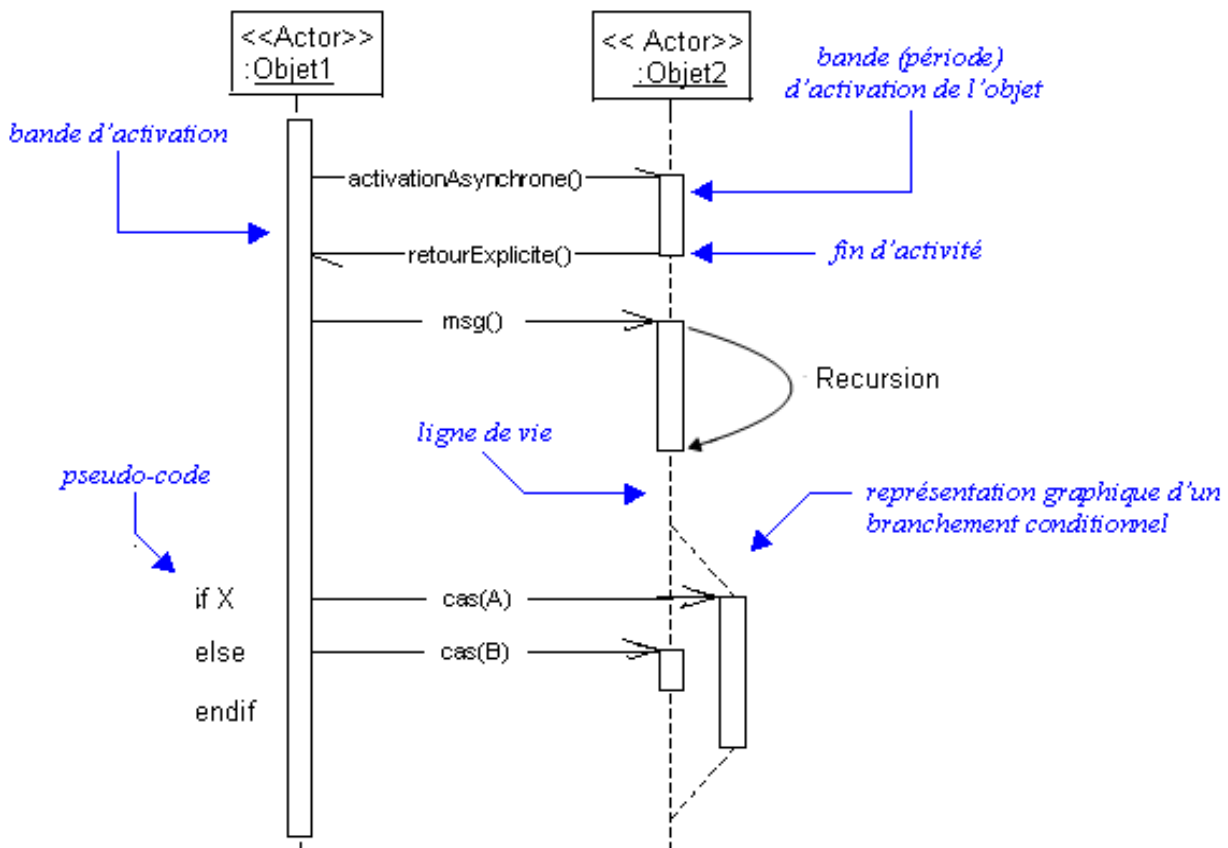 <<Actor>>
:Objet1
<< Actor>>
:Objet2
bande (période)
d'activation de l'objet
bande d'activation
activationAsynchrone()
retourExplicite()
fin d'activité
msg()
Recursion
ligne de vie
pseudo-code
représentation graphique d'un
branchement conditionnel
if X
cas(A)
else
cas(B)
endif